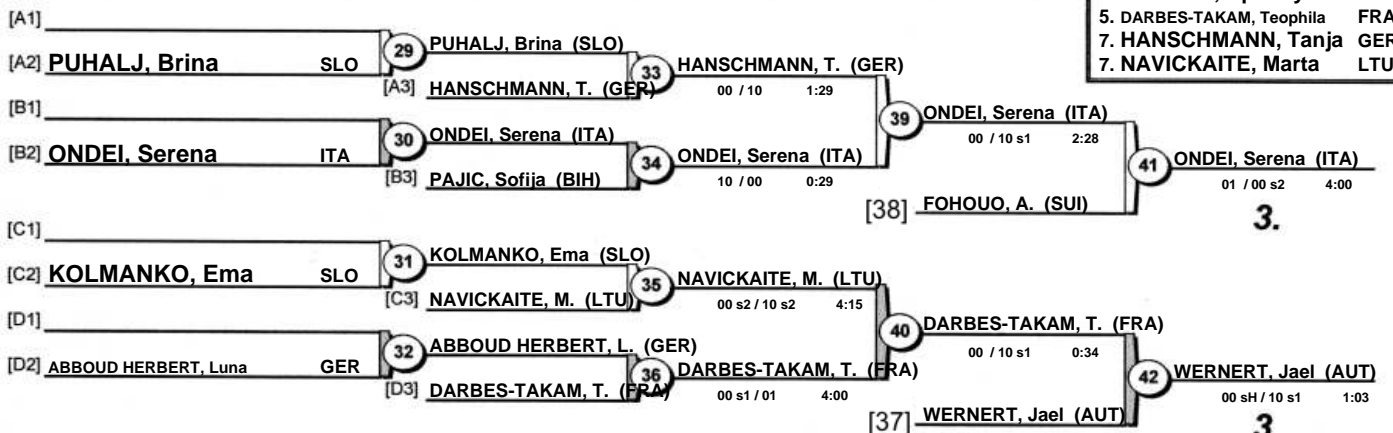 5. DARBES-TAKAM, Teophila FRA
7. HANSCHMANN, Tanja GER
7. NAVICKAITE, Marta LTU
[A1]
[A2] PUHALJ, Brina SLO
29
PUHALJ, Brina (SLO)
[A3] HANSCHMANN, T. (GER)
33
HANSCHMANN, T. (GER)
00 / 10 1:29
[B1]
[B2] ONDEI, Serena ITA
30
ONDEI, Serena (ITA)
[B3] PAJIC, Sofija (BIH)
34
ONDEI, Serena (ITA)
10 / 00 0:29
39
ONDEI, Serena (ITA)
00 / 10 s1 2:28
[38] FOHOUO, A. (SUI)
41
ONDEI, Serena (ITA)
01 / 00 s2 4:00
3.
[C1]
[C2] KOLMANKO, Ema SLO
31
KOLMANKO, Ema (SLO)
[C3] NAVICKAITE, M. (LTU)
35
NAVICKAITE, M. (LTU)
00 s2 / 10 s2 4:15
[D1]
[D2] ABBOUD HERBERT, Luna GER
32
ABBOUD HERBERT, L. (GER)
[D3] DARBES-TAKAM, T. (FRA)
36
DARBES-TAKAM, T. (FRA)
00 s1 / 01 4:00
40
DARBES-TAKAM, T. (FRA)
00 / 10 s1 0:34
[37] WERNERT, Jael (AUT)
42
WERNERT, Jael (AUT)
00 sH / 10 s1 1:03
3